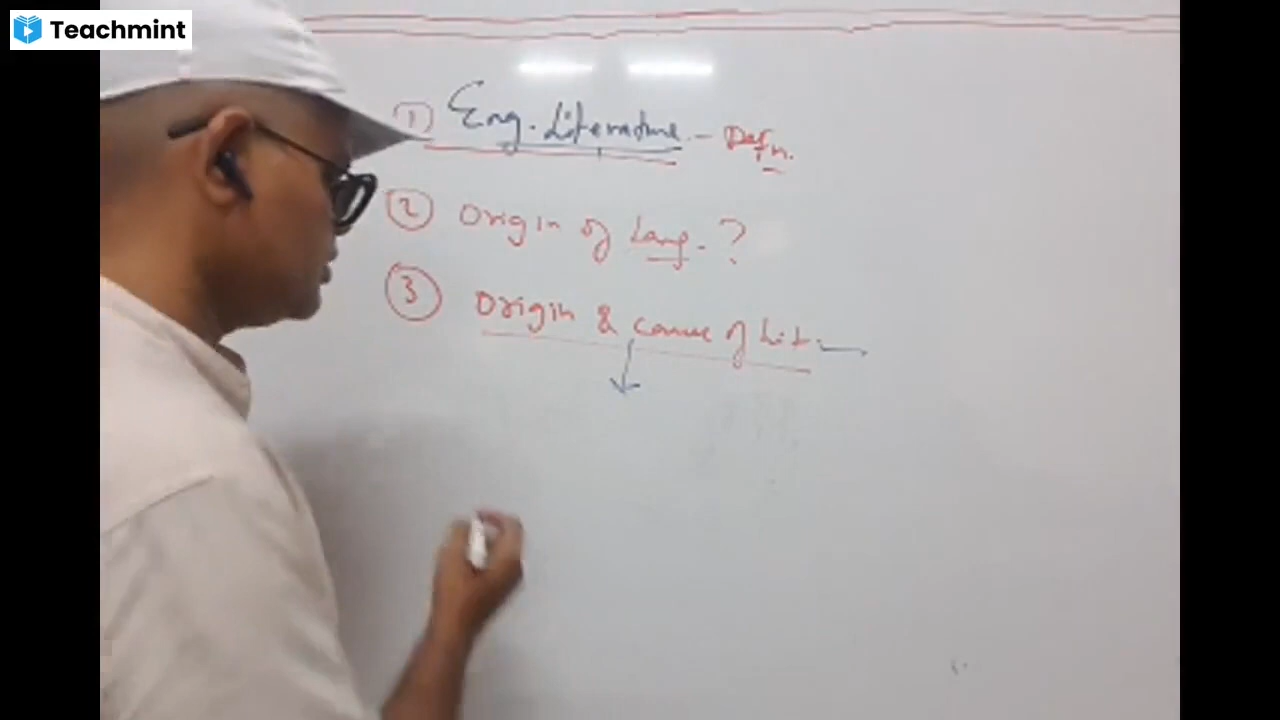 Teachmint
1) Eng. Literature - Defn.
2 Origin of Lang. ?
3 Origin & Cause of Lit.